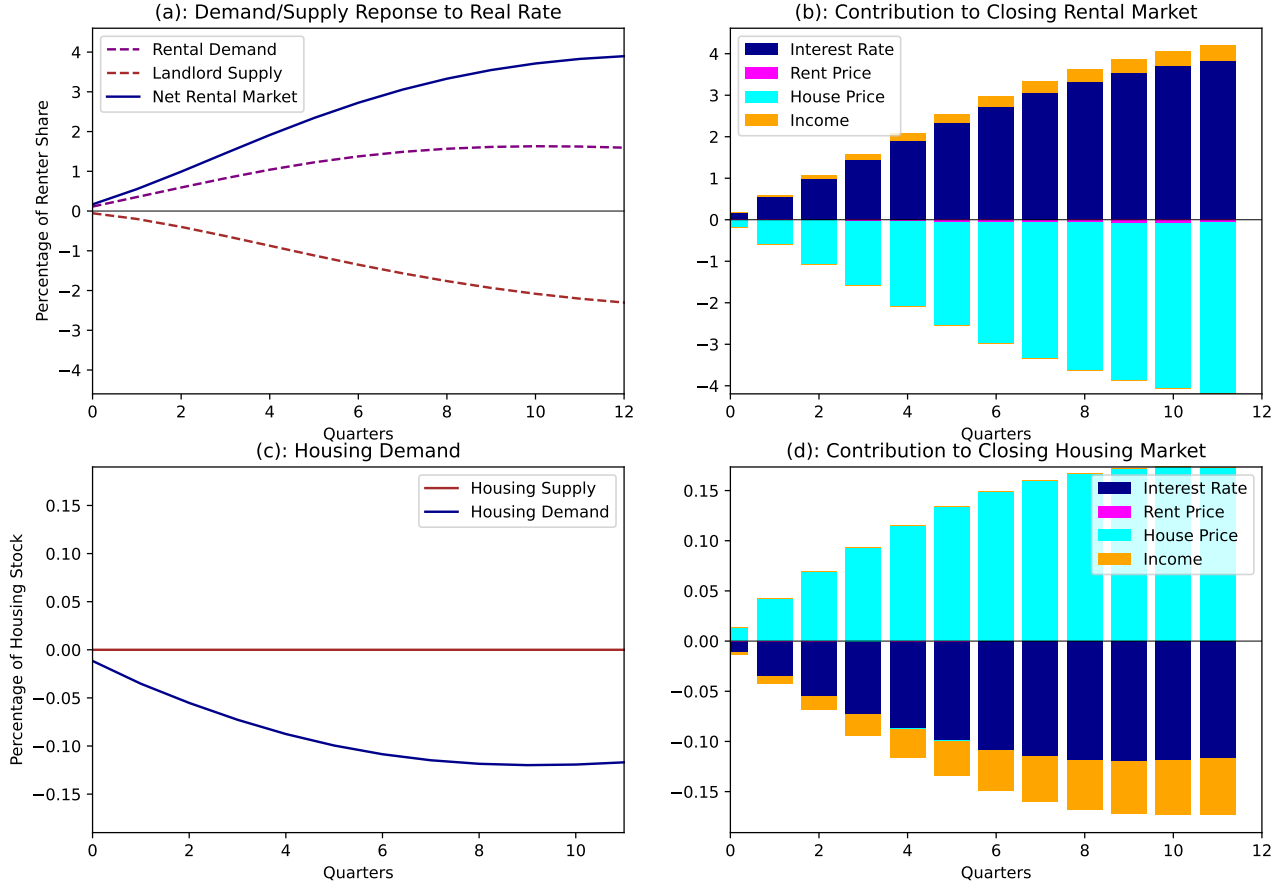 (a): Demand/Supply Reponse to Real Rate
Percentage of Renter Share
4
3
2
1
0
−1
−2
−3
−4
Rental Demand
Landlord Supply
Net Rental Market
0 2 4 6 8 10 12
Quarters
(b): Contribution to Closing Rental Market
4
3
2
1
0
−1
−2
−3
−4
Interest Rate
Rent Price
House Price
Income
0 2 4 6 8 10 12
Quarters
(c): Housing Demand
Percentage of Housing Stock
0.15
0.10
0.05
0.00
−0.05
−0.10
−0.15
Housing Supply
Housing Demand
0 2 4 6 8 10
Quarters
(d): Contribution to Closing Housing Market
0.15
0.10
0.05
0.00
−0.05
−0.10
−0.15
Interest Rate
Rent Price
House Price
Income
0 2 4 6 8 10 12
Quarters